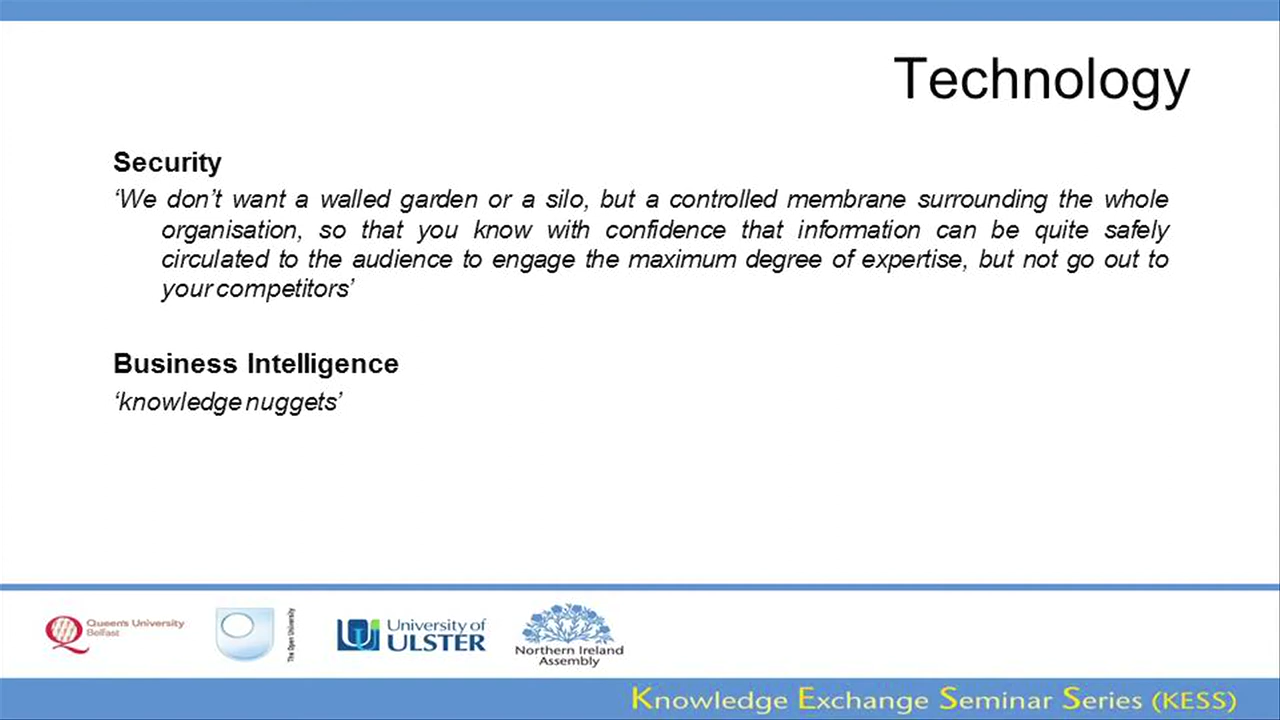 Technology
Security
‘We don’t want a walled garden or a silo, but a controlled membrane surrounding the whole
organisation, so that you know with confidence that information can be quite safely
circulated to the audience to engage the maximum degree of expertise, but not go out to
your competitors’
Business Intelligence
‘knowledge nuggets’
Queen's University
Belfast
The Open University
University of
ULSTER
Northern Ireland
Assembly
Knowledge Exchange Seminar Series (KESS)